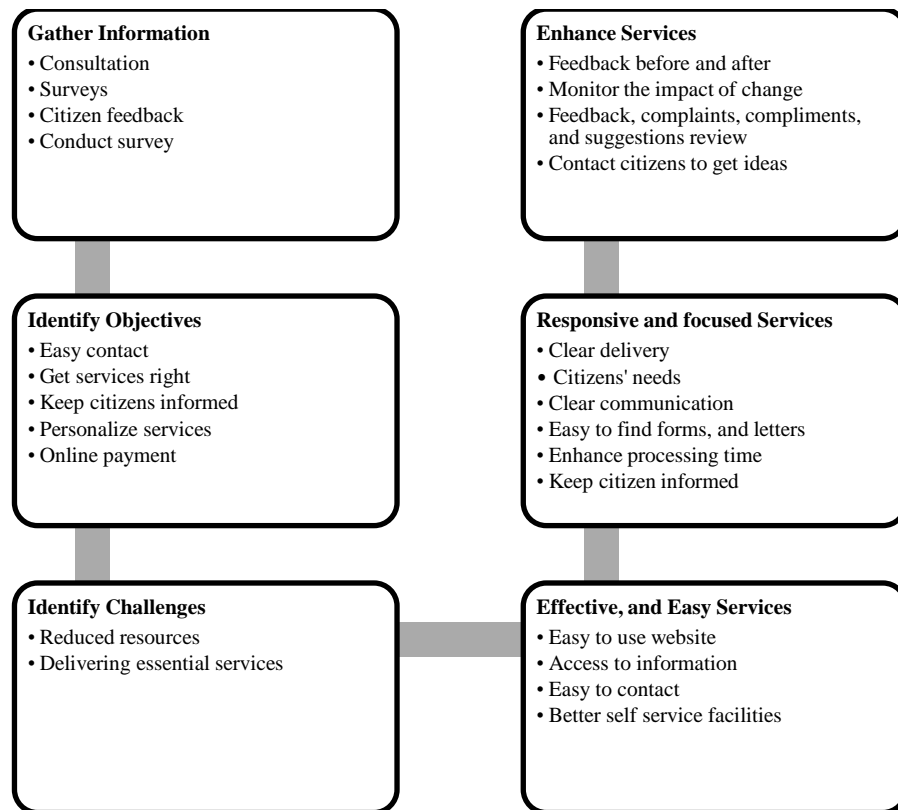 Gather Information
• Consultation
• Surveys
• Citizen feedback
• Conduct survey
Identify Objectives
• Easy contact
• Get services right
• Keep citizens informed
• Personalize services
• Online payment
Identify Challenges
• Reduced resources
• Delivering essential services
Effective, and Easy Services
• Easy to use website
• Access to information
• Easy to contact
• Better self service facilities
Responsive and focused Services
• Clear delivery
• Citizens' needs
• Clear communication
• Easy to find forms, and letters
• Enhance processing time
• Keep citizen informed
Enhance Services
• Feedback before and after
• Monitor the impact of change
• Feedback, complaints, compliments,
and suggestions review
• Contact citizens to get ideas